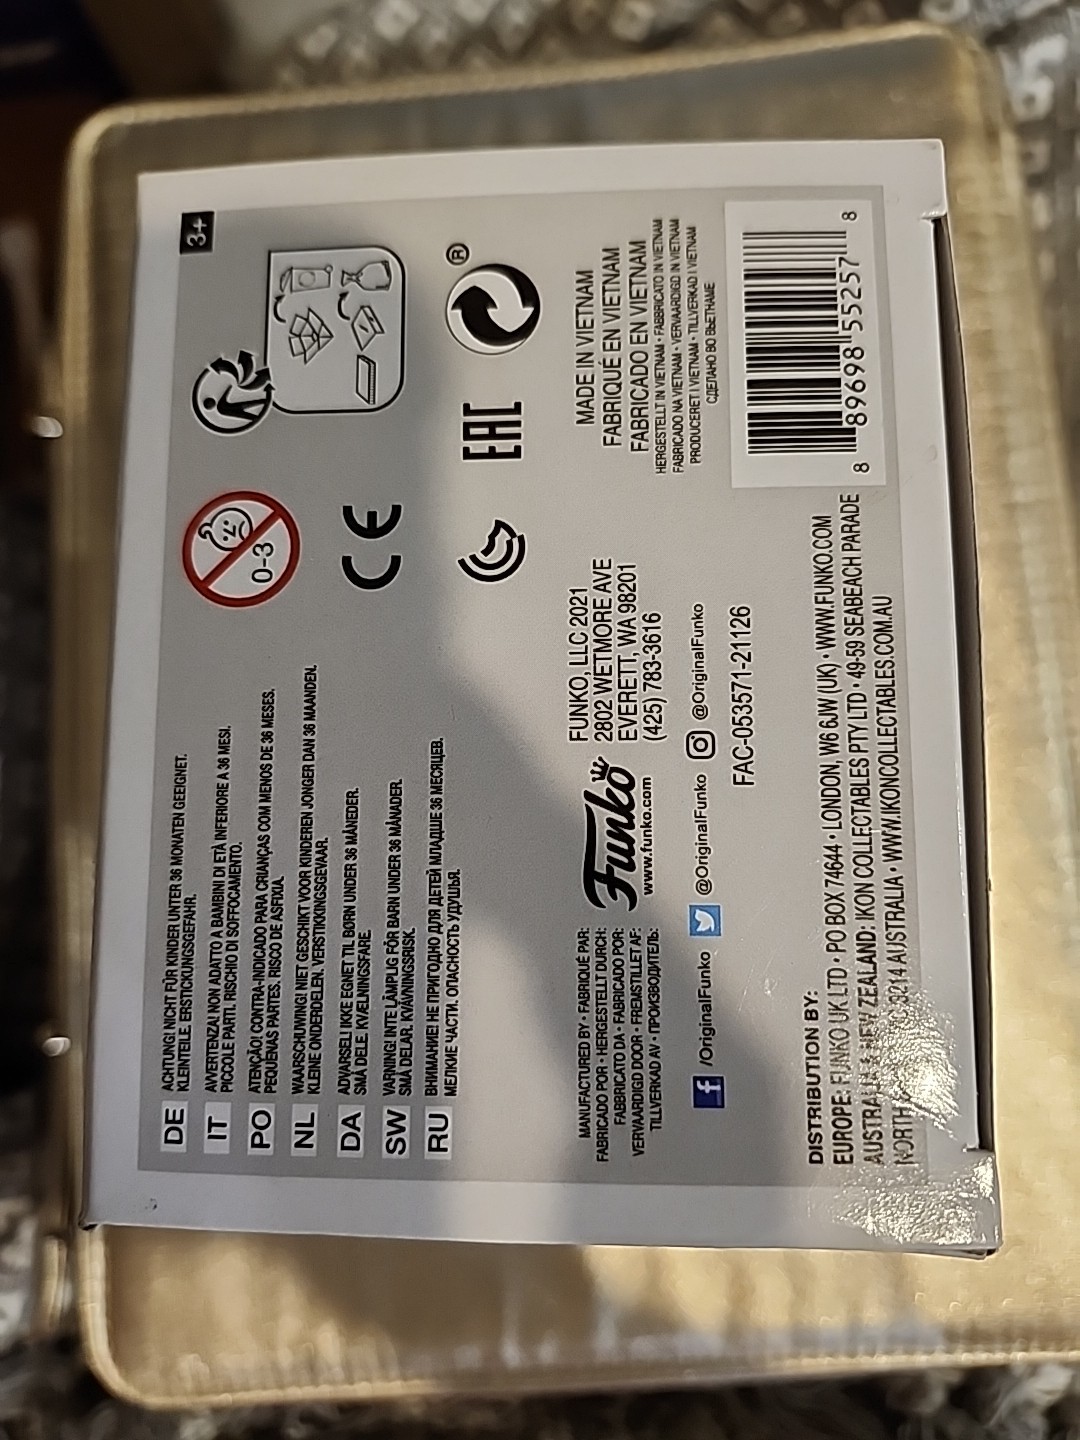 3+
0-3
DE ACHTUNG! NICHT FÜR KINDER UNTER 36 MONATEN GEEIGNET.
KLEINTEILE. ERSTICKUNGSGEFAHR.
IT AVVERTENZA! NON ADATTO A BAMBINI DI ETÀ INFERIORE A 36 MESI.
PICCOLE PARTI. RISCHIO DI SOFFOCAMENTO.
PO ATENÇÃO! CONTRA-INDICADO PARA CRIANÇAS COM MENOS DE 36 MESES.
PEQUENAS PARTES. RISCO DE ASFIXIA.
NL WAARSCHUWING! NIET GESCHIKT VOOR KINDEREN JONGER DAN 36 MAANDEN.
KLEINE ONDERDELEN. VERSTIKKINGSGEVAAR.
DA ADVARSEL! IKKE EGNET TIL BØRN UNDER 36 MÅNEDER.
SMÅ DELE. KVÆLNINGSFARE
SW VARNING! INTE LÄMPLIG FÖR BARN UNDER 36 MÅNADER.
SMÅ DELAR. KVÄVNINGSRISK.
RU ВНИМАНИЕ! НЕ ПРИГОДНО ДЛЯ ДЕТЕЙ МЛАДШЕ 36 МЕСЯЦЕВ.
МЕЛКИЕ ЧАСТИ. ОПАСНОСТЬ УДУШЬЯ.
CE
EAC
®
MANUFACTURED BY • FABRIQUÉ PAR:
FABRICADO POR • HERGESTELLT DURCH:
FABBRICATO DA • FABRICADO POR:
VERVAARDIGD DOOR • FREMSTILLET AF:
TILLVERKAD AV • ПРОИЗВОДИТЕЛЬ:
Funko
www.funko.com
FUNKO, LLC 2021
2802 WETMORE AVE
EVERETT, WA 98201
(425) 783-3616
MADE IN VIETNAM
FABRIQUÉ EN VIETNAM
FABRICADO EN VIETNAM
HERGESTELLT IN VIETNAM • FABBRICATO IN VIETNAM
FABRICADO NA VIETNAM • VERVAARDIGD IN VIETNAM
PRODUCERET I VIETNAM • TILLVERKAD I VIETNAM
СДЕЛАНО ВО ВЬЕТНАМЕ
/OriginalFunko @OriginalFunko @OriginalFunko
FAC-053571-21126
8 89698 55257 8
DISTRIBUTION BY:
EUROPE: FUNKO UK LTD • PO BOX 74644 • LONDON, W6 6JW (UK) • WWW.FUNKO.COM
AUSTRALIA & NEW ZEALAND: IKON COLLECTABLES PTY LTD • 49-59 SEABEACH PARADE
NORTH 3214 AUSTRALIA • WWW.IKONCOLLECTABLES.COM.AU